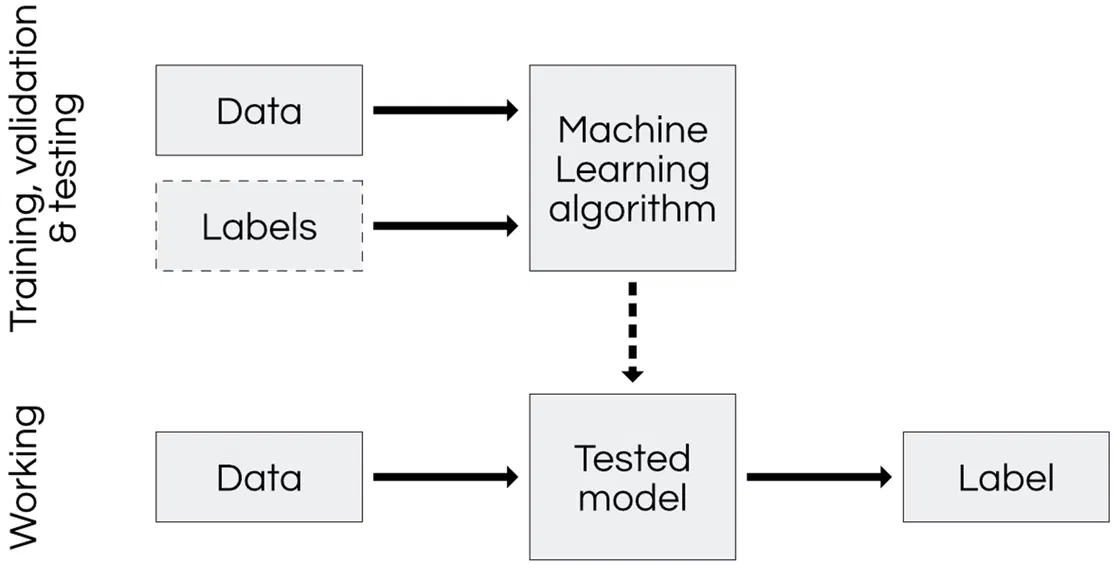 Training, validation
& testing
Data
Labels
Machine
Learning
algorithm
Working
Data
Tested
model
Label